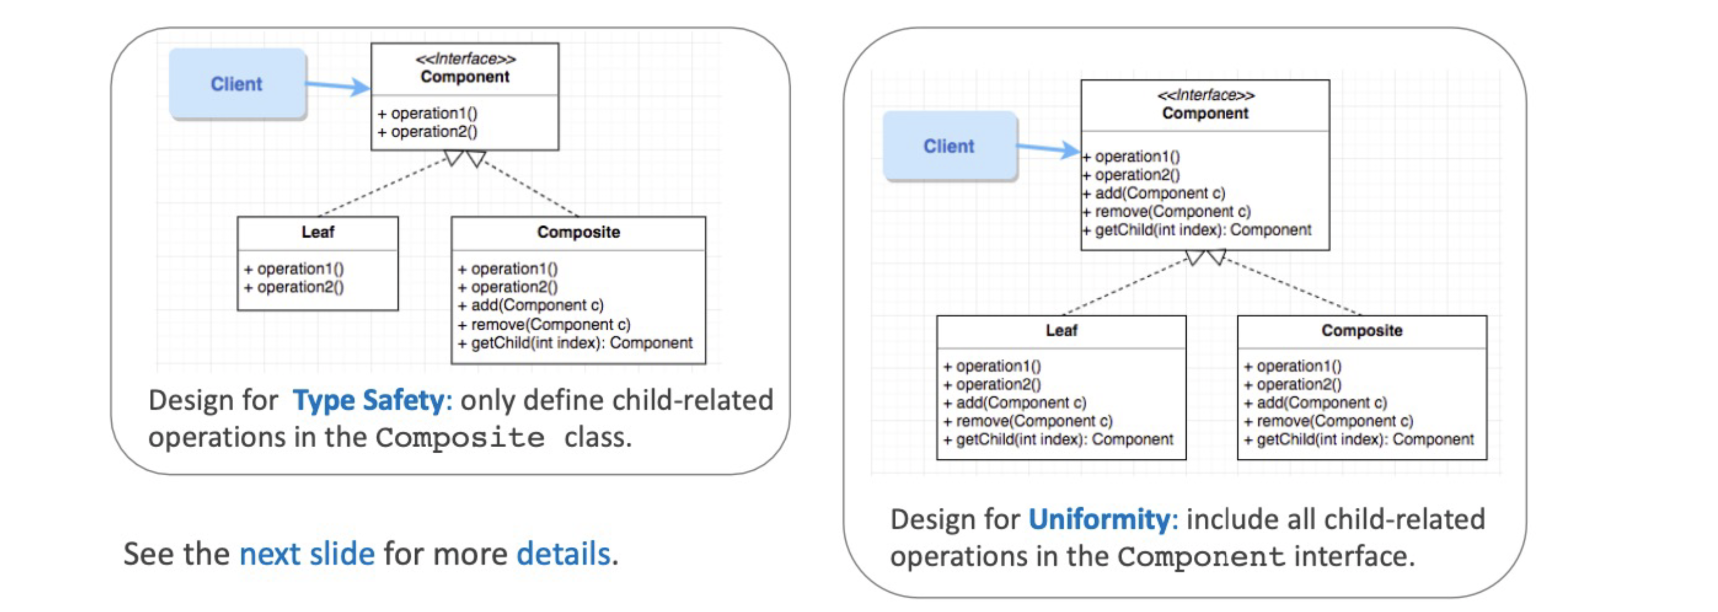 Client
<<Interface>>
Component
+ operation1()
+ operation2()
Leaf
+ operation1()
+ operation2()
Composite
+ operation1()
+ operation2()
+ add(Component c)
+ remove(Component c)
+ getChild(int index): Component
Design for Type Safety: only define child-related
operations in the Composite class.
See the next slide for more details.
Client
<<Interface>>
Component
+ operation1()
+ operation2()
+ add(Component c)
+ remove(Component c)
+ getChild(int index): Component
Leaf
+ operation1()
+ operation2()
+ add(Component c)
+ remove(Component c)
+ getChild(int index): Component
Composite
+ operation1()
+ operation2()
+ add(Component c)
+ remove(Component c)
+ getChild(int index): Component
Design for Uniformity: include all child-related
operations in the Component interface.